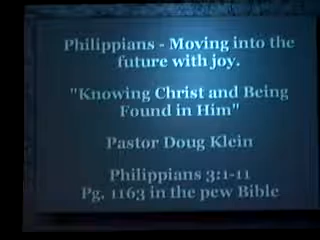 Philippians - Moving into the
future with joy.
"Knowing Christ and Being
Found in Him"
Pastor Doug Klein
Philippians 3:1-11
Pg. 1163 in the pew Bible